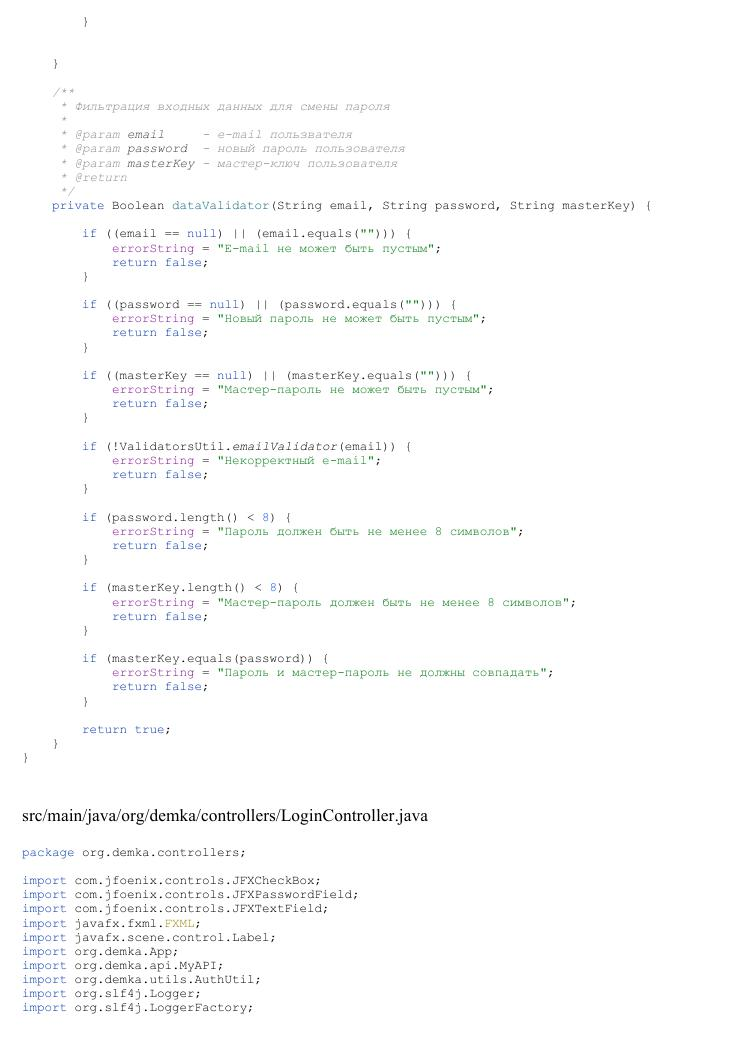 }


    }

    /**
     * Фильтрация входных данных для смены пароля
     *
     * @param email     - e-mail пользвателя
     * @param password  - новый пароль пользователя
     * @param masterKey - мастер-ключ пользователя
     * @return
     */
    private Boolean dataValidator(String email, String password, String masterKey) {

        if ((email == null) || (email.equals(""))) {
            errorString = "E-mail не может быть пустым";
            return false;
        }

        if ((password == null) || (password.equals(""))) {
            errorString = "Новый пароль не может быть пустым";
            return false;
        }

        if ((masterKey == null) || (masterKey.equals(""))) {
            errorString = "Мастер-пароль не может быть пустым";
            return false;
        }

        if (!ValidatorsUtil.emailValidator(email)) {
            errorString = "Некорректный e-mail";
            return false;
        }

        if (password.length() < 8) {
            errorString = "Пароль должен быть не менее 8 символов";
            return false;
        }

        if (masterKey.length() < 8) {
            errorString = "Мастер-пароль должен быть не менее 8 символов";
            return false;
        }

        if (masterKey.equals(password)) {
            errorString = "Пароль и мастер-пароль не должны совпадать";
            return false;
        }

        return true;
    }
}

src/main/java/org/demka/controllers/LoginController.java

package org.demka.controllers;

import com.jfoenix.controls.JFXCheckBox;
import com.jfoenix.controls.JFXPasswordField;
import com.jfoenix.controls.JFXTextField;
import javafx.fxml.FXML;
import javafx.scene.control.Label;
import org.demka.App;
import org.demka.api.MyAPI;
import org.demka.utils.AuthUtil;
import org.slf4j.Logger;
import org.slf4j.LoggerFactory;